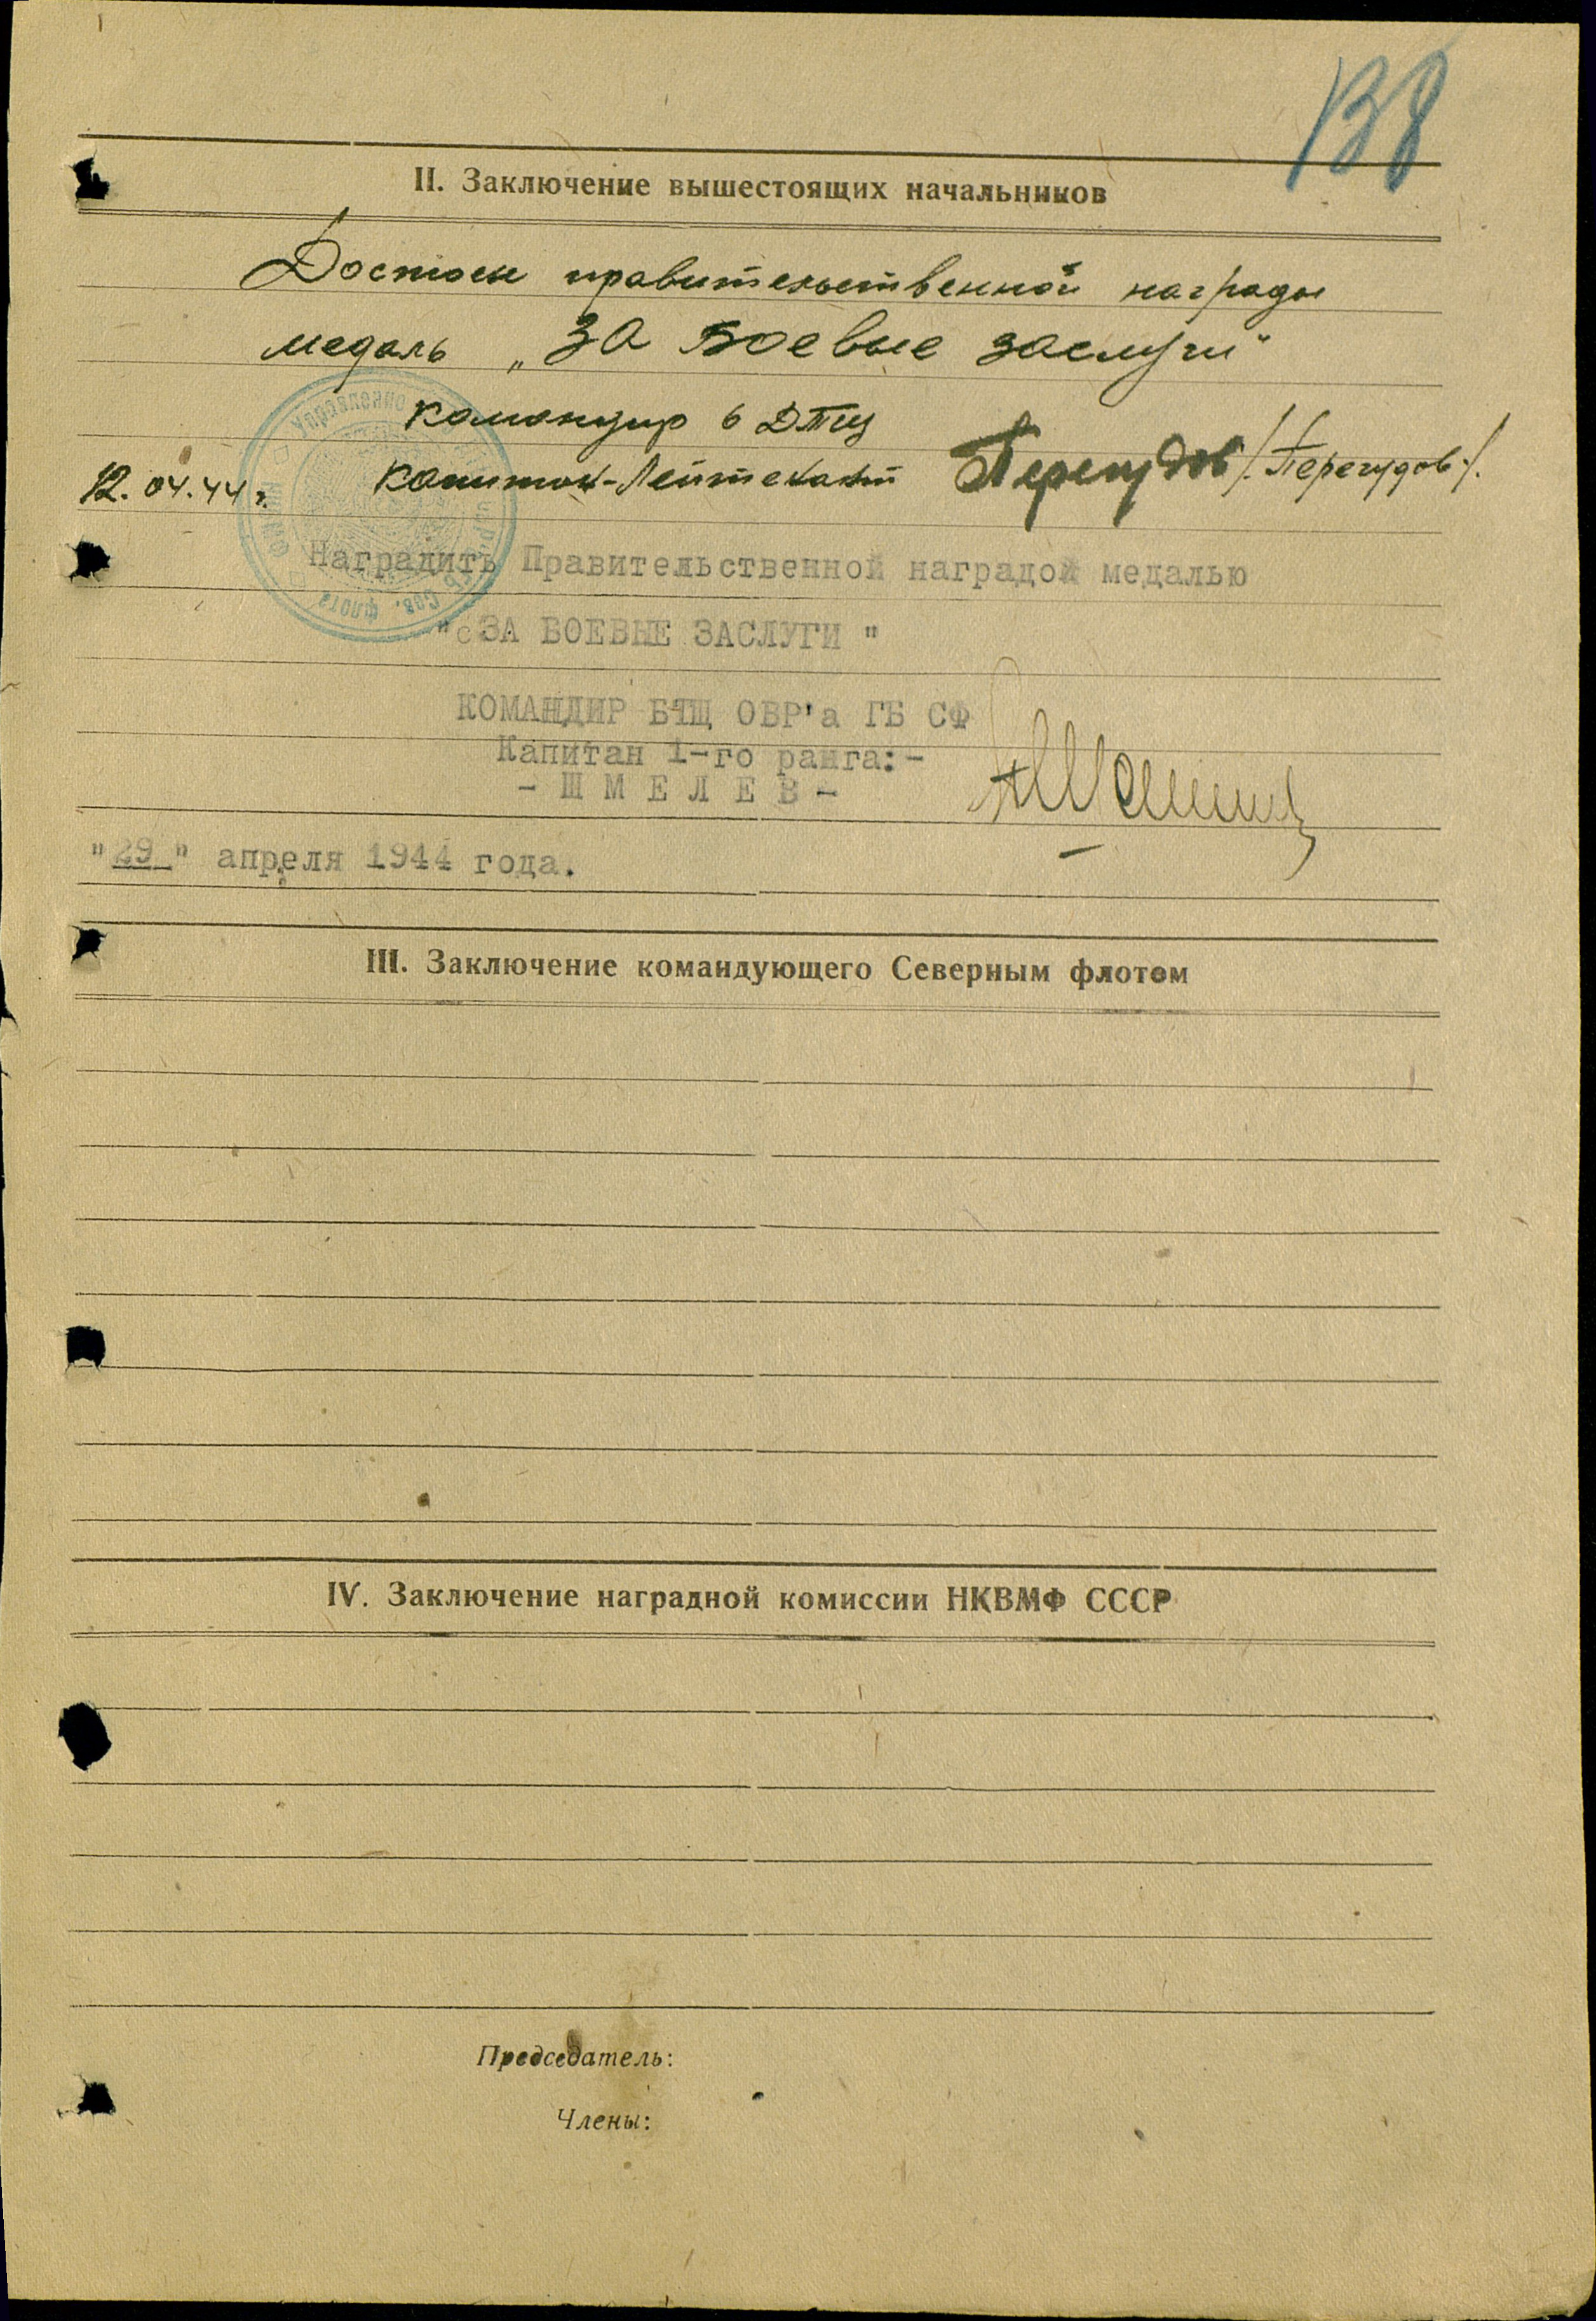 138
II. Заключение вышестоящих начальников
Достоен правительственной награды
медаль „За Боевые заслуги"
Командир 6 ДТЩ
12.04.44 г. Капитан-Лейтенант Перегудов /.Перегудов./.
Наградить Правительственной наградой медалью
"ЗА БОЕВЫЕ ЗАСЛУГИ "
КОМАНДИР БТЩ ОВР'а ГБ СФ
Капитан 1-го ранга:-
- Ш М Е Л Е В -
"29" апреля 1944 года.
III. Заключение командующего Северным флотом
IV. Заключение наградной комиссии НКВМФ СССР
Председатель:
Члены: